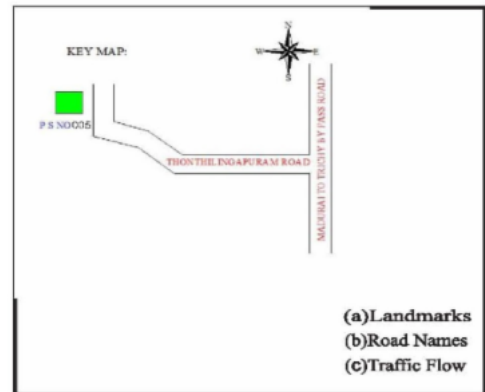 N
W E
S
KEY MAP:
P S NO005
THONTHILINGAPURAM ROAD
MADURAI TO TRICHY BY PASS ROAD
(a)Landmarks
(b)Road Names
(c)Traffic Flow